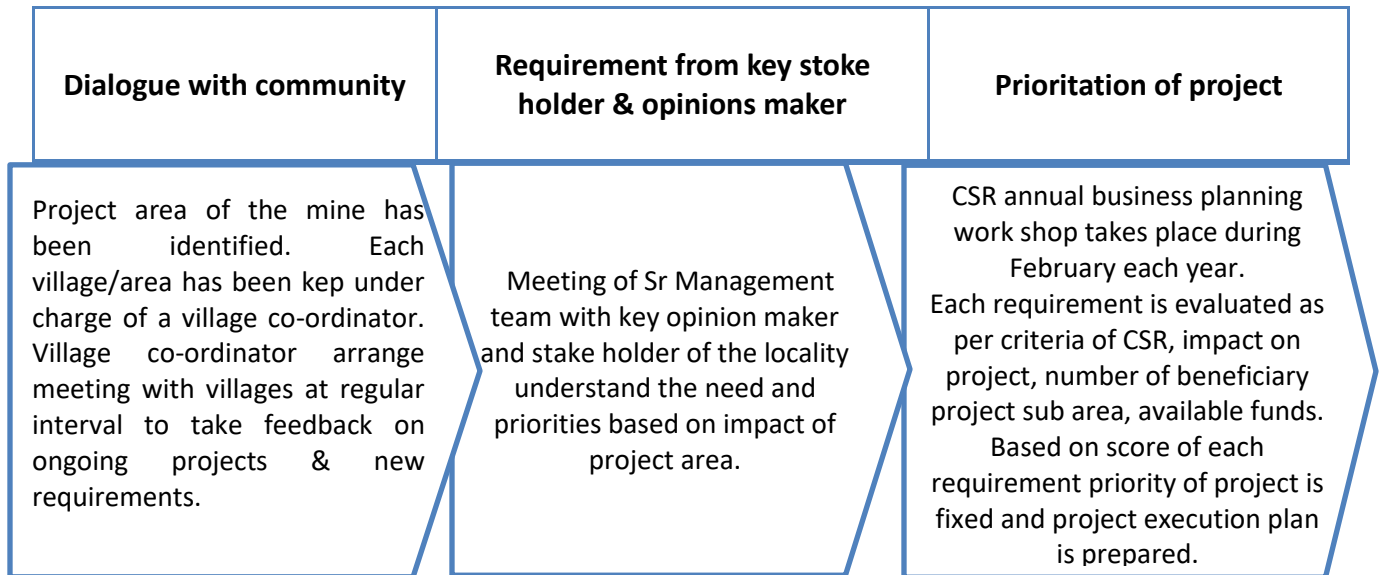 Dialogue with community
Requirement from key stoke
holder & opinions maker
Prioritation of project
Project area of the mine has
been identified. Each
village/area has been kep under
charge of a village co-ordinator.
Village co-ordinator arrange
meeting with villages at regular
interval to take feedback on
ongoing projects & new
requirements.
Meeting of Sr Management
team with key opinion maker
and stake holder of the locality
understand the need and
priorities based on impact of
project area.
CSR annual business planning
work shop takes place during
February each year.
Each requirement is evaluated as
per criteria of CSR, impact on
project, number of beneficiary
project sub area, available funds.
Based on score of each
requirement priority of project is
fixed and project execution plan
is prepared.